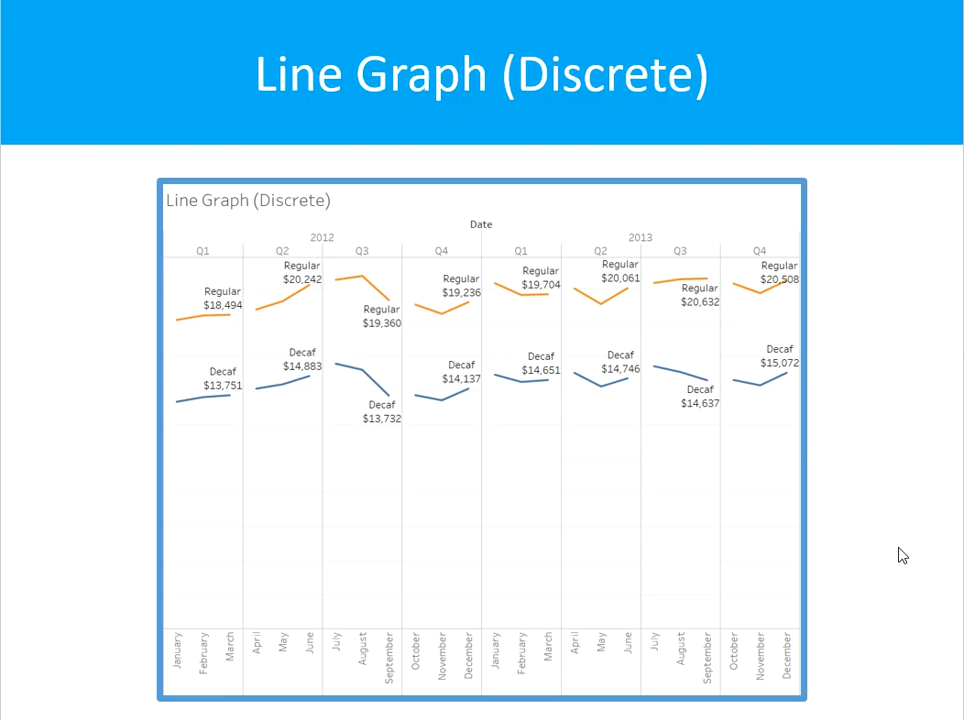 Line Graph (Discrete)
Line Graph (Discrete)
Date
2012 2013
Q1 Q2 Q3 Q4 Q1 Q2 Q3 Q4
Regular
$18,494
Regular
$20,242
Regular
$19,360
Regular
$19,236
Regular
$19,704
Regular
$20,061
Regular
$20,632
Regular
$20,508
Decaf
$13,751
Decaf
$14,883
Decaf
$13,732
Decaf
$14,137
Decaf
$14,651
Decaf
$14,746
Decaf
$14,637
Decaf
$15,072
January
February
March
April
May
June
July
August
September
October
November
December
January
February
March
April
May
June
July
August
September
October
November
December